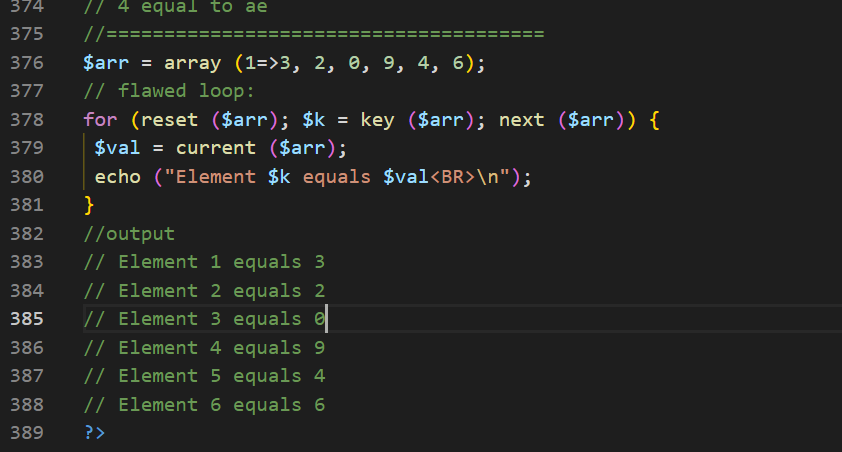 374 // 4 equal to ae
375 //======================================
376 $arr = array (1=>3, 2, 0, 9, 4, 6);
377 // flawed loop:
378 for (reset ($arr); $k = key ($arr); next ($arr)) {
379 $val = current ($arr);
380 echo ("Element $k equals $val<BR>\n");
381 }
382 //output
383 // Element 1 equals 3
384 // Element 2 equals 2
385 // Element 3 equals 0
386 // Element 4 equals 9
387 // Element 5 equals 4
388 // Element 6 equals 6
389 ?>